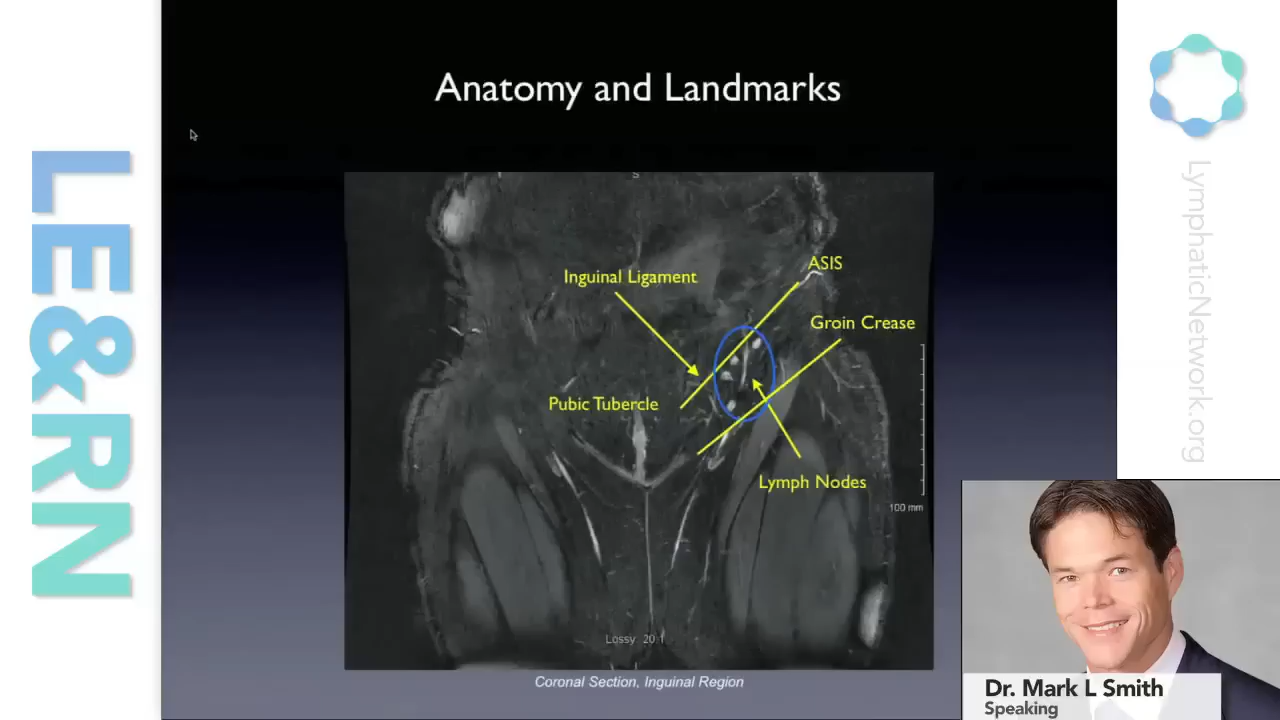 LE&RN
Anatomy and Landmarks
S
ASIS
Inguinal Ligament
Groin Crease
Pubic Tubercle
Lymph Nodes
100 mm
Lossy 20:1
Coronal Section, Inguinal Region
LymphaticNetwork.org
Dr. Mark L Smith
Speaking